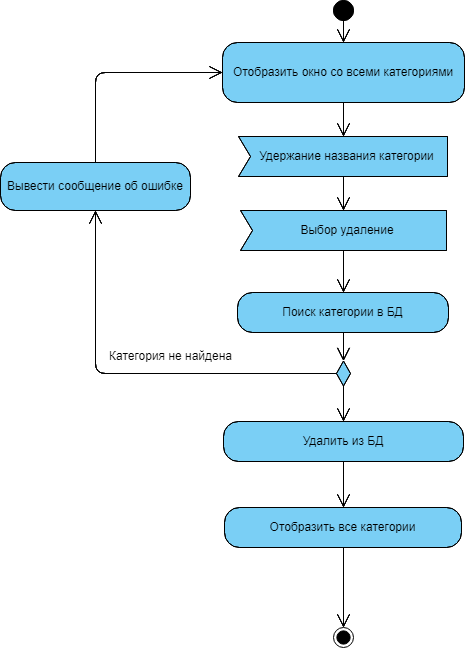 Отобразить окно со всеми категориями
Удержание названия категории
Вывести сообщение об ошибке
Выбор удаление
Поиск категории в БД
Категория не найдена
Удалить из БД
Отобразить все категории